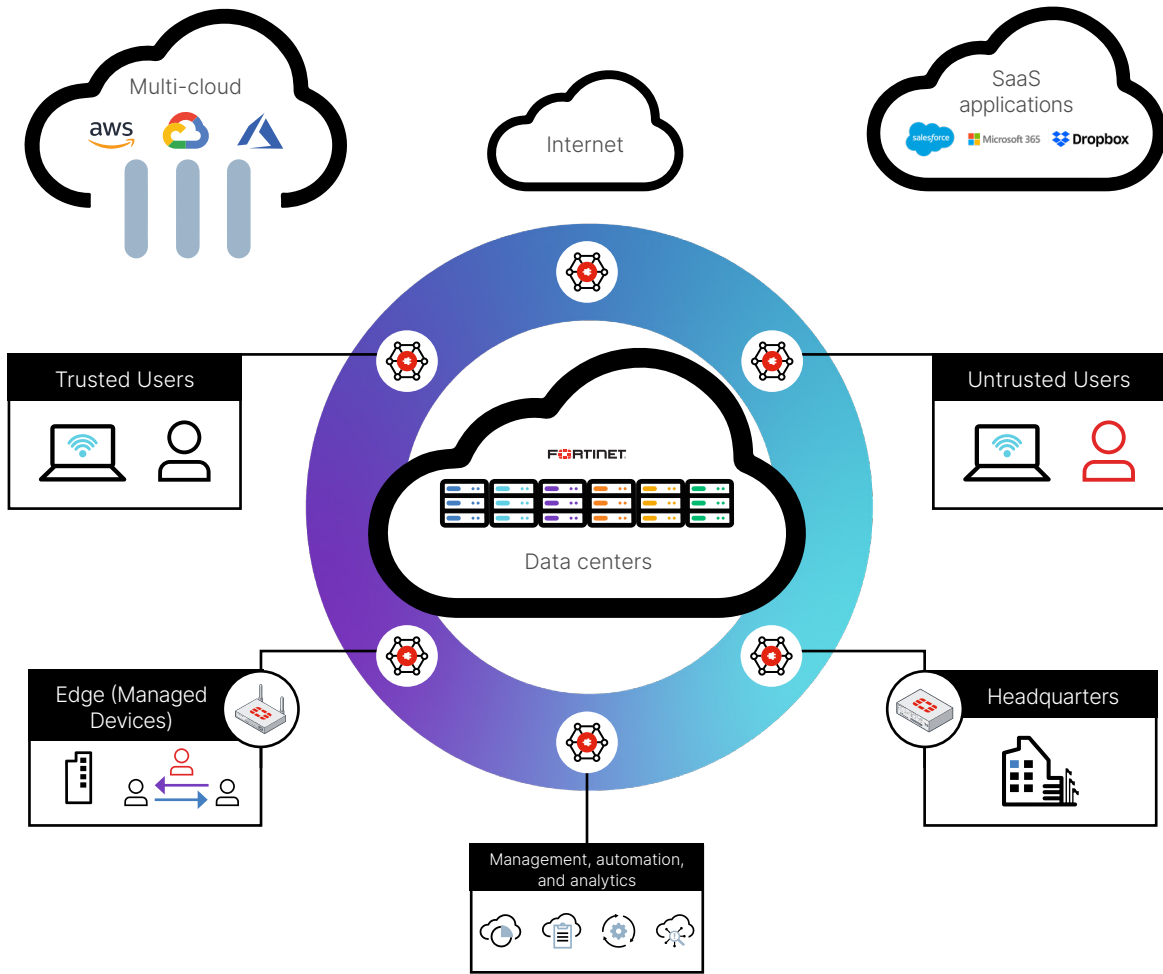 Multi-cloud
aws
Internet
SaaS
applications
salesforce
Microsoft 365
Dropbox
Trusted Users
Untrusted Users
FORTINET
Data centers
Edge (Managed
Devices)
Headquarters
Management, automation,
and analytics